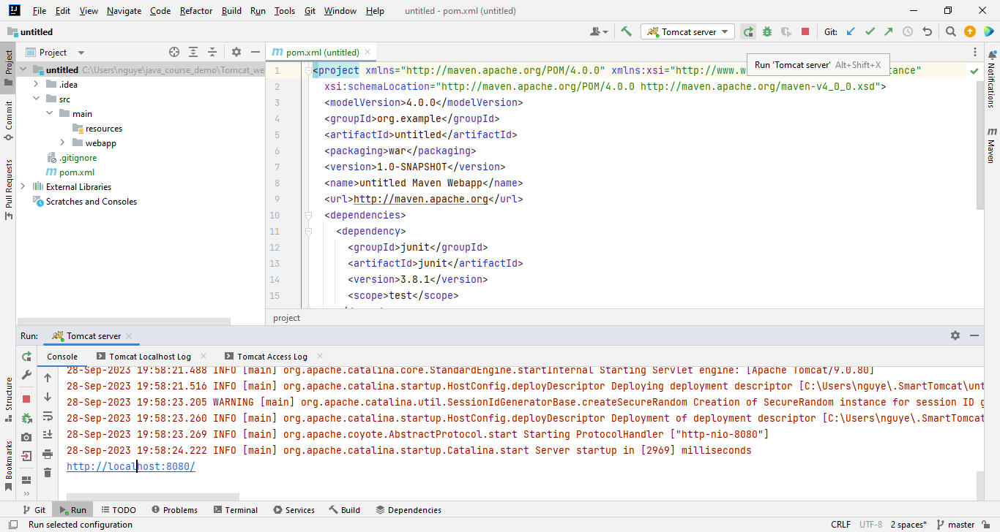 File Edit View Navigate Code Refactor Build Run Tools Git Window Help untitled - pom.xml (untitled)
untitled Tomcat server Git:
Project
pom.xml (untitled)
Run 'Tomcat server' Alt+Shift+X
untitled C:\Users\nguye\java_course_demo\Tomcat_we
.idea
src
main
resources
webapp
.gitignore
pom.xml
External Libraries
Scratches and Consoles
1 <project xmlns="http://maven.apache.org/POM/4.0.0" xmlns:xsi="http://www.w tance"
2 xsi:schemaLocation="http://maven.apache.org/POM/4.0.0 http://maven.apache.org/maven-v4_0_0.xsd">
3 <modelVersion>4.0.0</modelVersion>
4 <groupId>org.example</groupId>
5 <artifactId>untitled</artifactId>
6 <packaging>war</packaging>
7 <version>1.0-SNAPSHOT</version>
8 <name>untitled Maven Webapp</name>
9 <url>http://maven.apache.org</url>
10 <dependencies>
11 <dependency>
12 <groupId>junit</groupId>
13 <artifactId>junit</artifactId>
14 <version>3.8.1</version>
15 <scope>test</scope>
project
Project
Commit
Pull Requests
Structure
Bookmarks
Notifications
m Maven
Run: Tomcat server
Console Tomcat Localhost Log Tomcat Access Log
28-Sep-2023 19:58:21.488 INFO [main] org.apache.catalina.core.StandardEngine.startInternal Starting Servlet engine: [Apache Tomcat/9.0.80]
28-Sep-2023 19:58:21.516 INFO [main] org.apache.catalina.startup.HostConfig.deployDescriptor Deploying deployment descriptor [C:\Users\nguye\.SmartTomcat\unt
28-Sep-2023 19:58:23.205 WARNING [main] org.apache.catalina.util.SessionIdGeneratorBase.createSecureRandom Creation of SecureRandom instance for session ID g
28-Sep-2023 19:58:23.260 INFO [main] org.apache.catalina.startup.HostConfig.deployDescriptor Deployment of deployment descriptor [C:\Users\nguye\.SmartTomcat
28-Sep-2023 19:58:23.269 INFO [main] org.apache.coyote.AbstractProtocol.start Starting ProtocolHandler ["http-nio-8080"]
28-Sep-2023 19:58:24.222 INFO [main] org.apache.catalina.startup.Catalina.start Server startup in [2969] milliseconds
http://localhost:8080/
Git Run TODO Problems Terminal Services Build Dependencies
Run selected configuration CRLF UTF-8 2 spaces* master